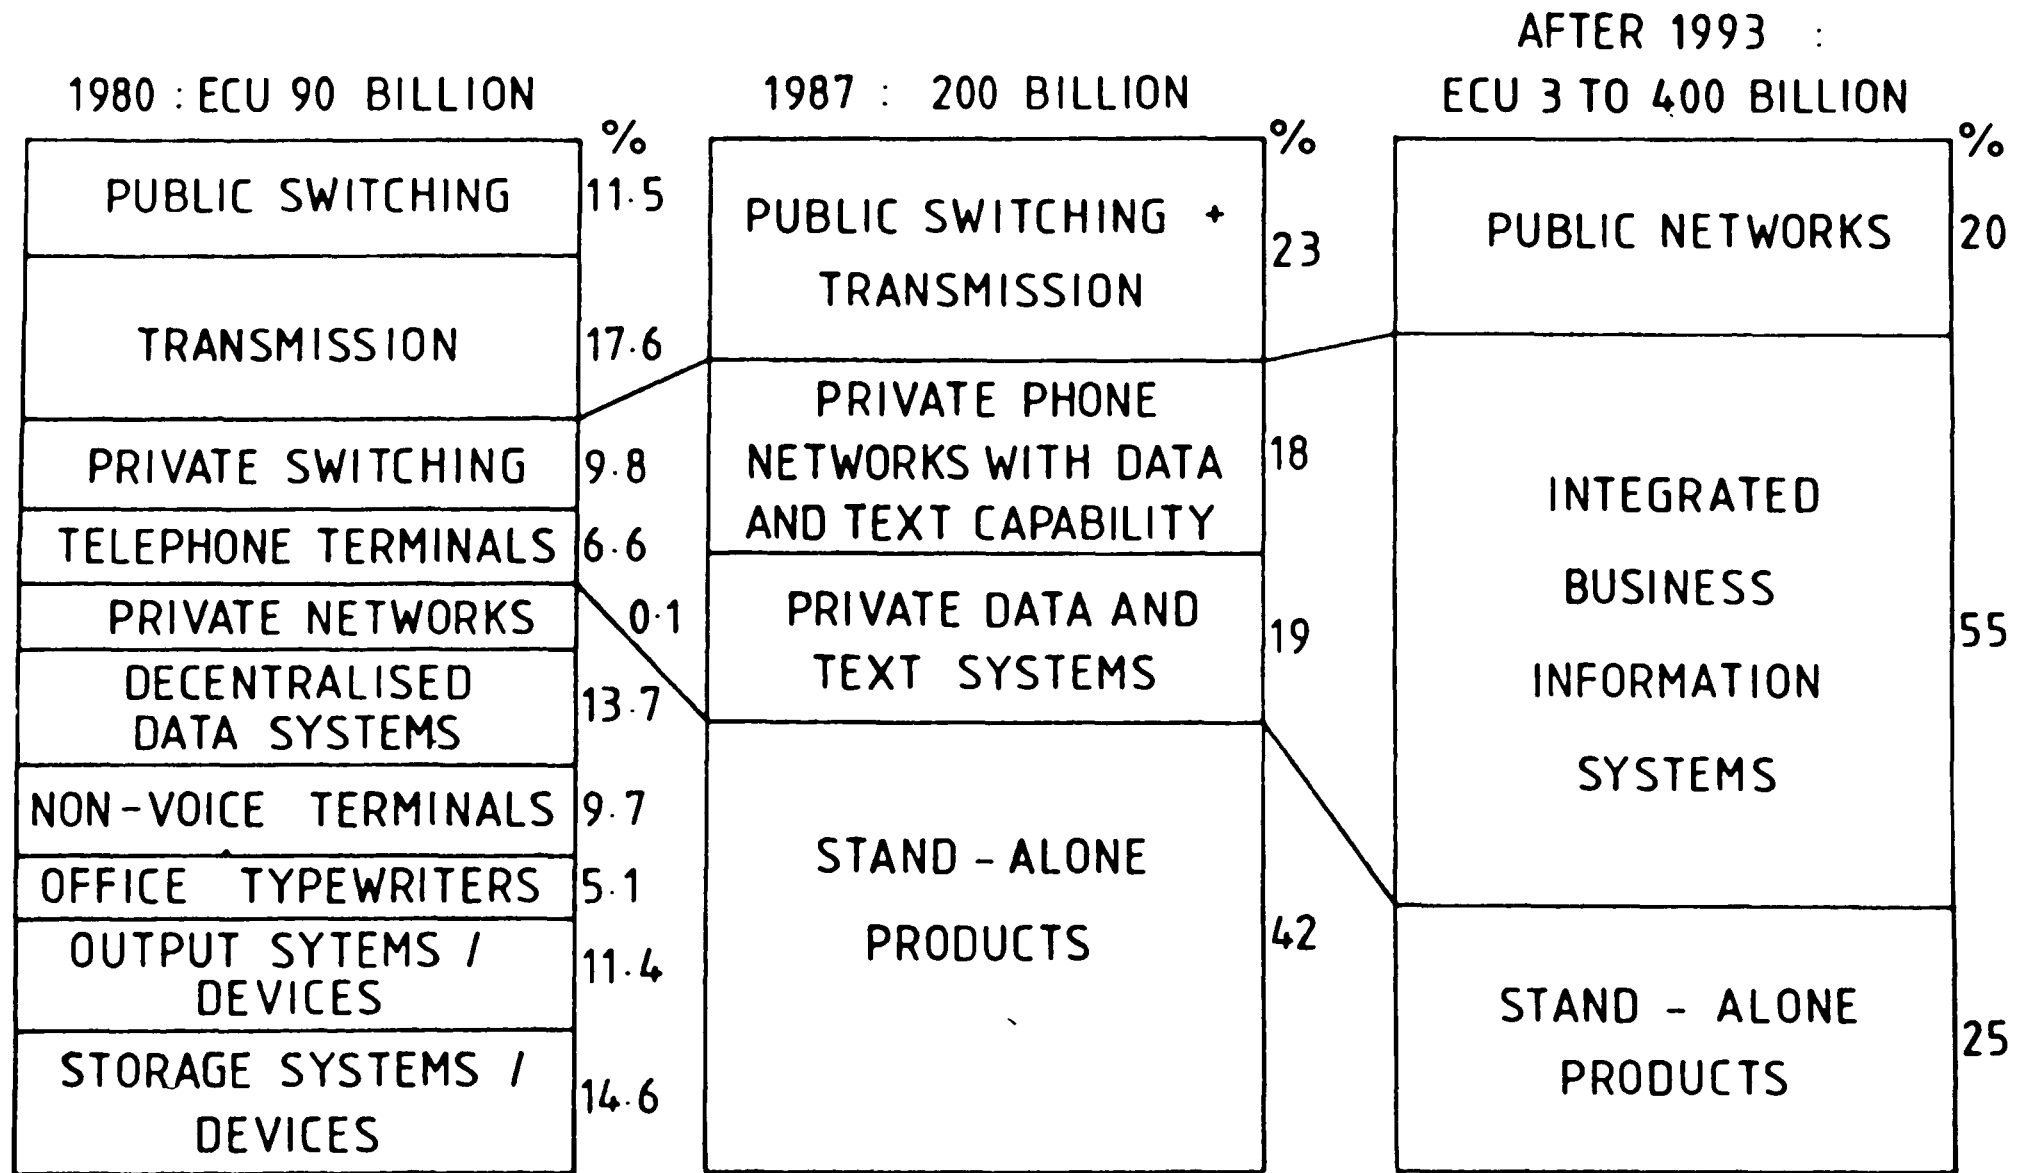 1980 : ECU 90 BILLION
%
PUBLIC SWITCHING 11.5
TRANSMISSION 17.6
PRIVATE SWITCHING 9.8
TELEPHONE TERMINALS 6.6
PRIVATE NETWORKS 0.1
DECENTRALISED
DATA SYSTEMS
13.7
NON-VOICE TERMINALS 9.7
OFFICE TYPEWRITERS 5.1
OUTPUT SYTEMS /
DEVICES
11.4
STORAGE SYSTEMS /
DEVICES
14.6
1987 : 200 BILLION
%
PUBLIC SWITCHING +
TRANSMISSION
23
PRIVATE PHONE
NETWORKS WITH DATA
AND TEXT CAPABILITY
18
PRIVATE DATA AND
TEXT SYSTEMS
19
STAND - ALONE
PRODUCTS
42
AFTER 1993 :
ECU 3 TO 400 BILLION
%
PUBLIC NETWORKS 20
INTEGRATED
BUSINESS
INFORMATION
SYSTEMS
55
STAND - ALONE
PRODUCTS
25